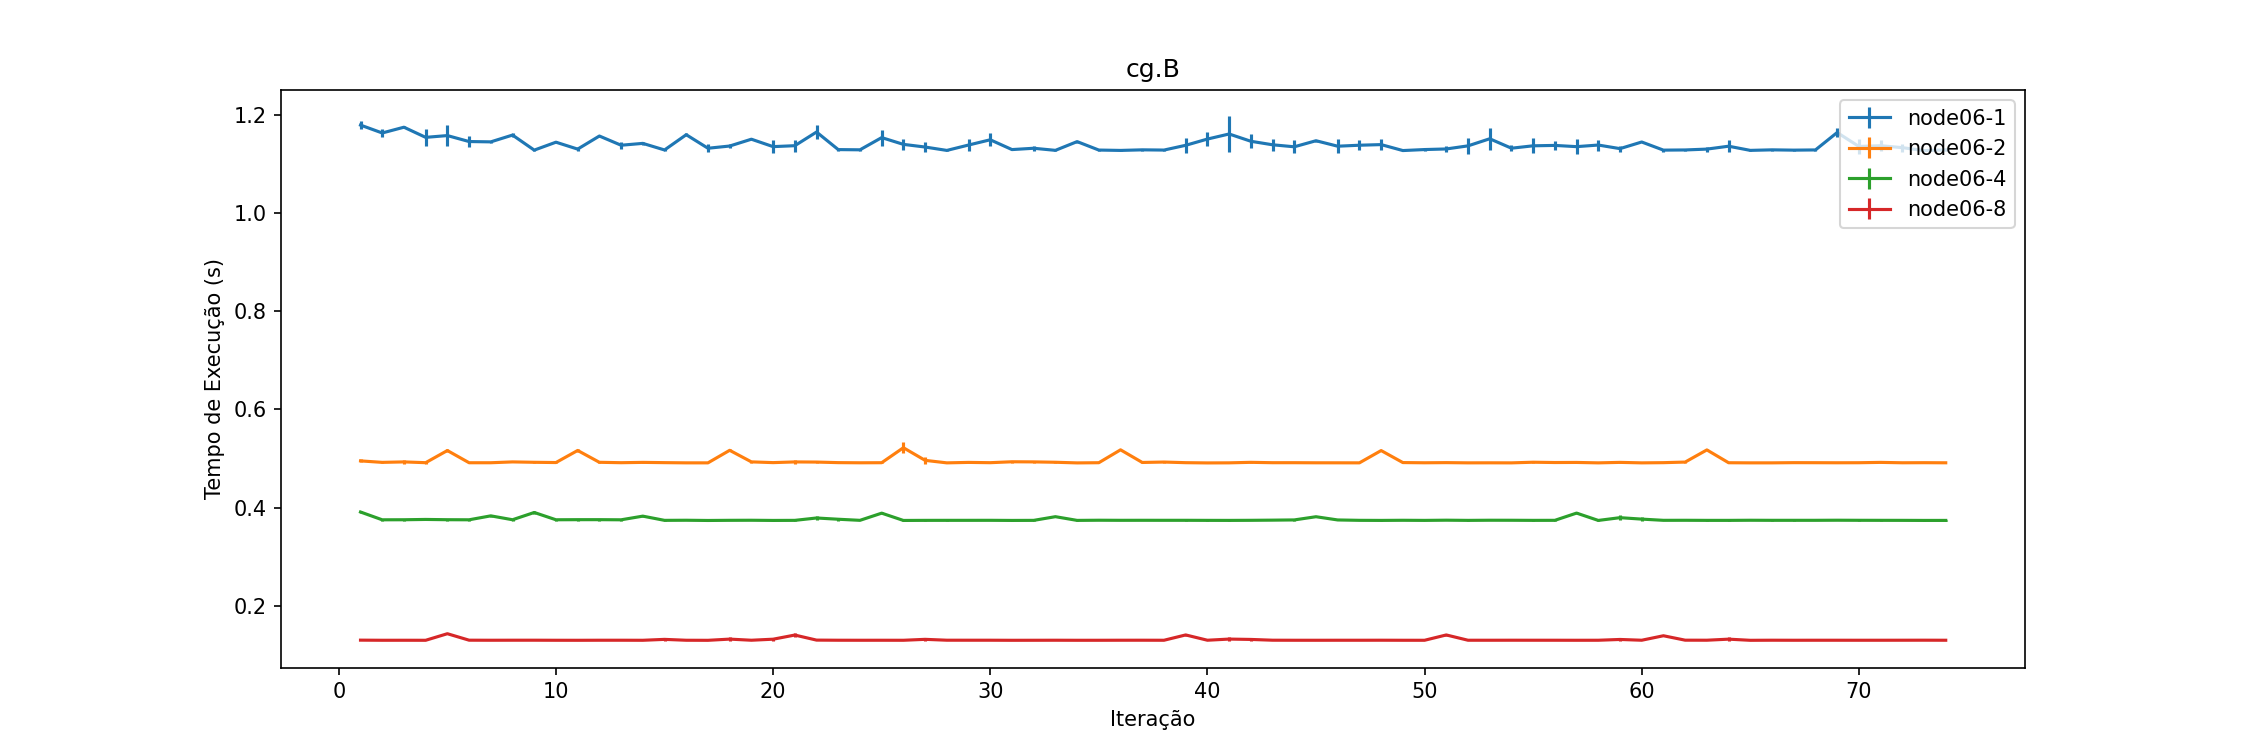 cg.B
1.2
1.0
0.8
0.6
0.4
0.2
Tempo de Execução (s)
0 10 20 30 40 50 60 70
Iteração
node06-1
node06-2
node06-4
node06-8